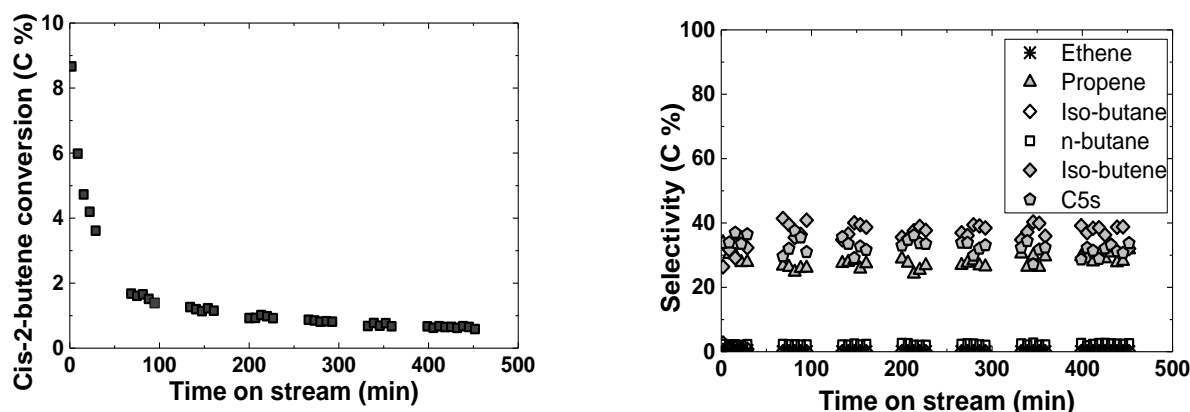 Cis-2-butene conversion (C %)
10
8
6
4
2
0
0 100 200 300 400 500
Time on stream (min)
Selectivity (C %)
100
80
60
40
20
0
0 100 200 300 400 500
Time on stream (min)
Ethene
Propene
Iso-butane
n-butane
Iso-butene
C5s